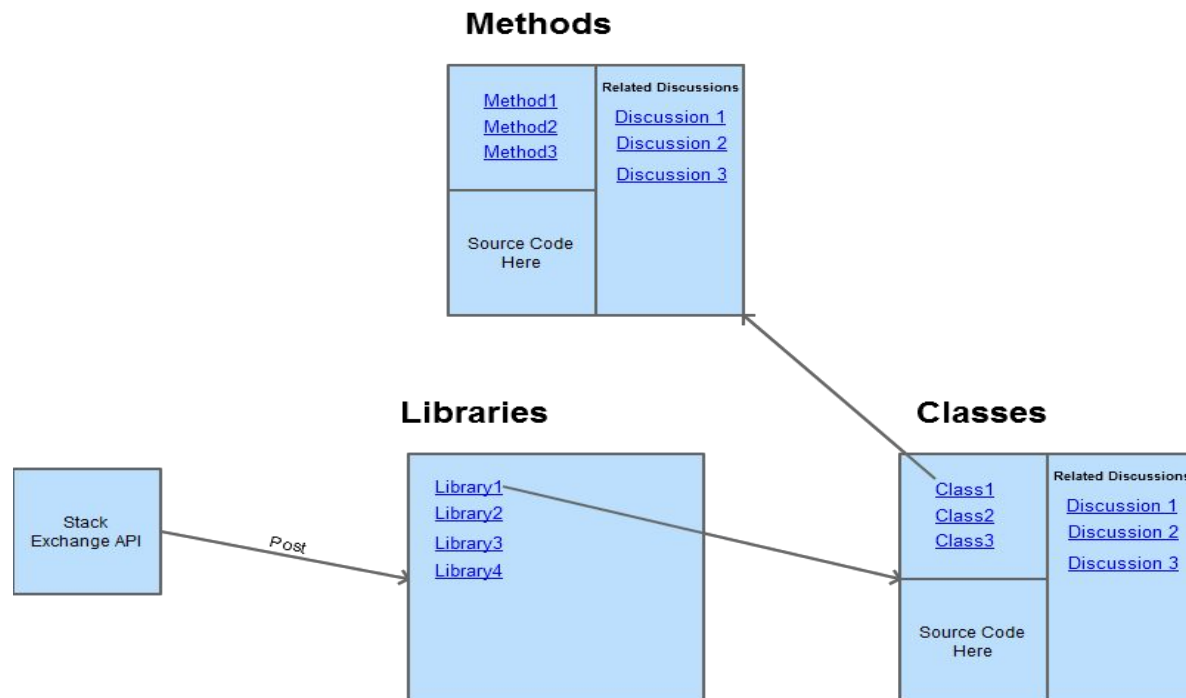 Methods
Method1
Method2
Method3
Source Code
Here
Related Discussions
Discussion 1
Discussion 2
Discussion 3
Stack
Exchange API
Post
Libraries
Library1
Library2
Library3
Library4
Classes
Class1
Class2
Class3
Source Code
Here
Related Discussions
Discussion 1
Discussion 2
Discussion 3